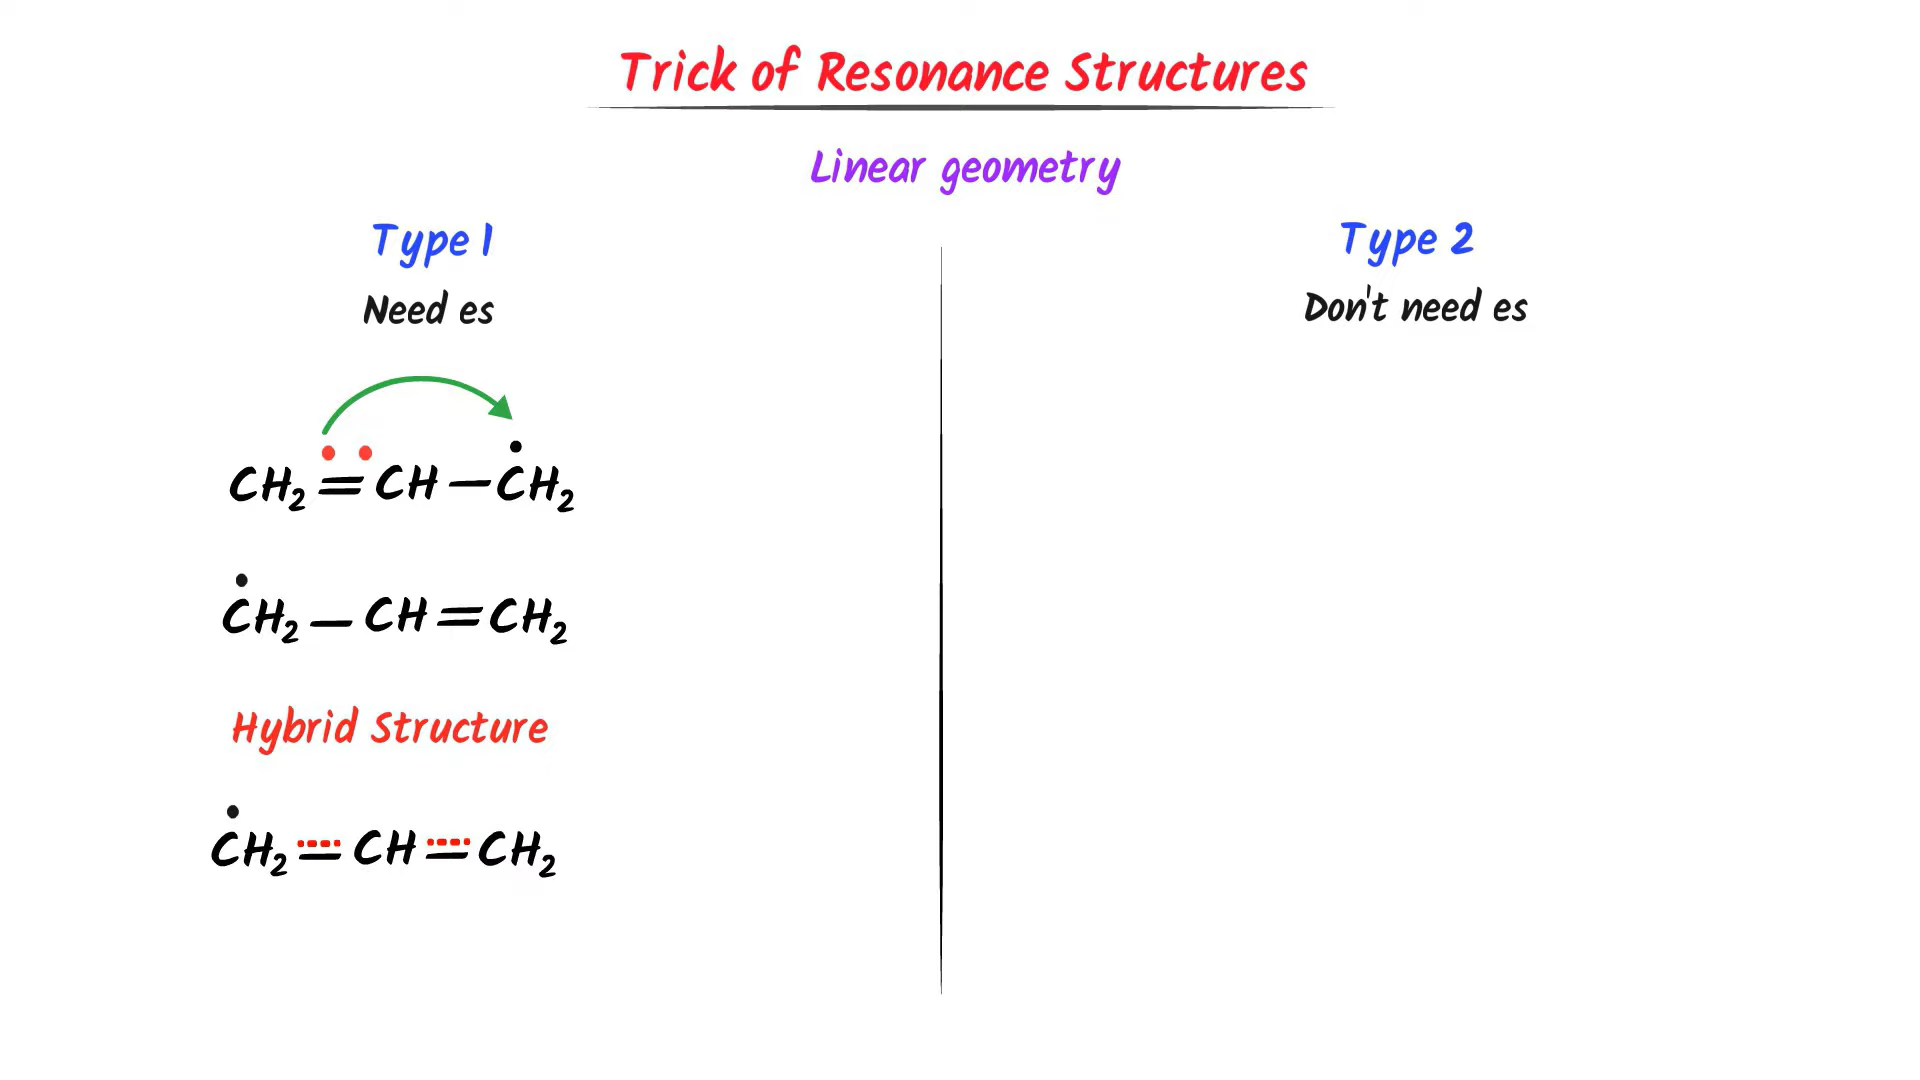 Trick of Resonance Structures
Linear geometry
Type 1
Need es
CH₂=CH–ĊH₂
ĊH₂–CH=CH₂
Hybrid Structure
ĊH₂⎓CH⎓CH₂
Type 2
Don't need es